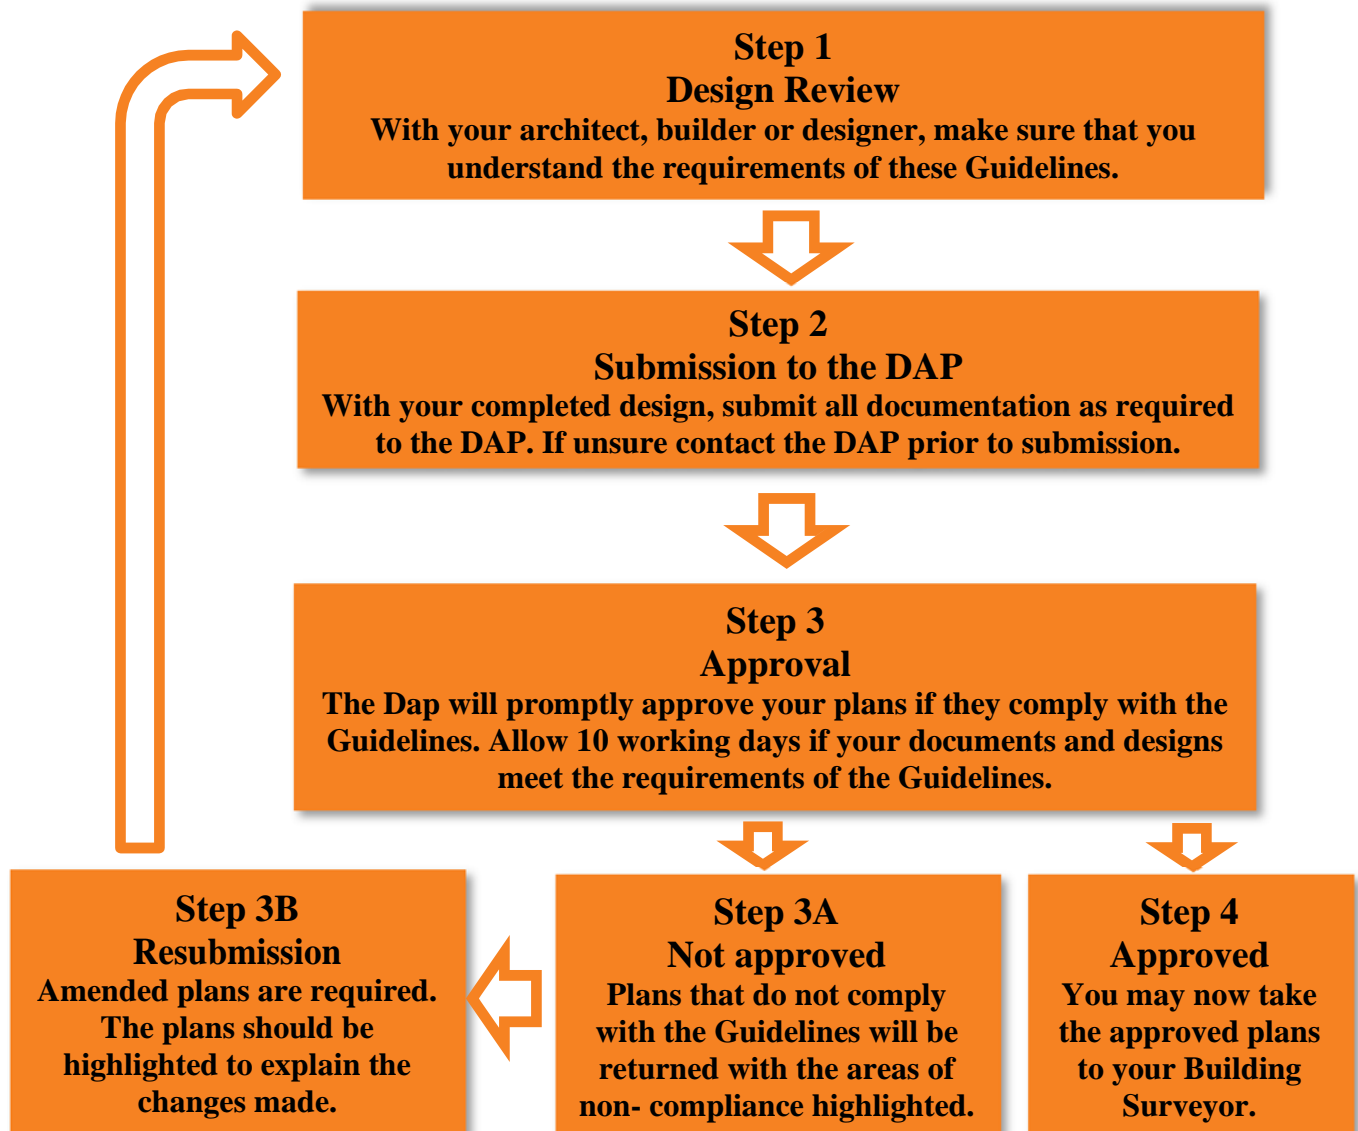 Step 1
Design Review
With your architect, builder or designer, make sure that you
understand the requirements of these Guidelines.
Step 2
Submission to the DAP
With your completed design, submit all documentation as required
to the DAP. If unsure contact the DAP prior to submission.
Step 3
Approval
The Dap will promptly approve your plans if they comply with the
Guidelines. Allow 10 working days if your documents and designs
meet the requirements of the Guidelines.
Step 3B
Resubmission
Amended plans are required.
The plans should be
highlighted to explain the
changes made.
Step 3A
Not approved
Plans that do not comply
with the Guidelines will be
returned with the areas of
non- compliance highlighted.
Step 4
Approved
You may now take
the approved plans
to your Building
Surveyor.